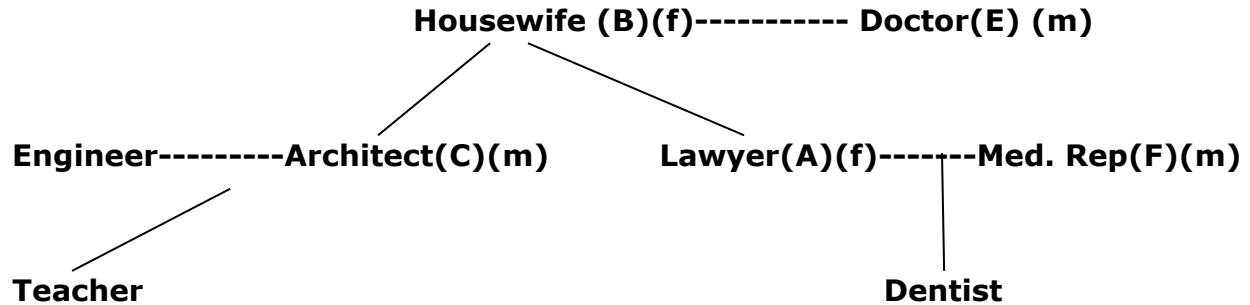 Housewife (B)(f)----------- Doctor(E) (m)
Engineer---------Architect(C)(m) Lawyer(A)(f)-------Med. Rep(F)(m)
Teacher Dentist